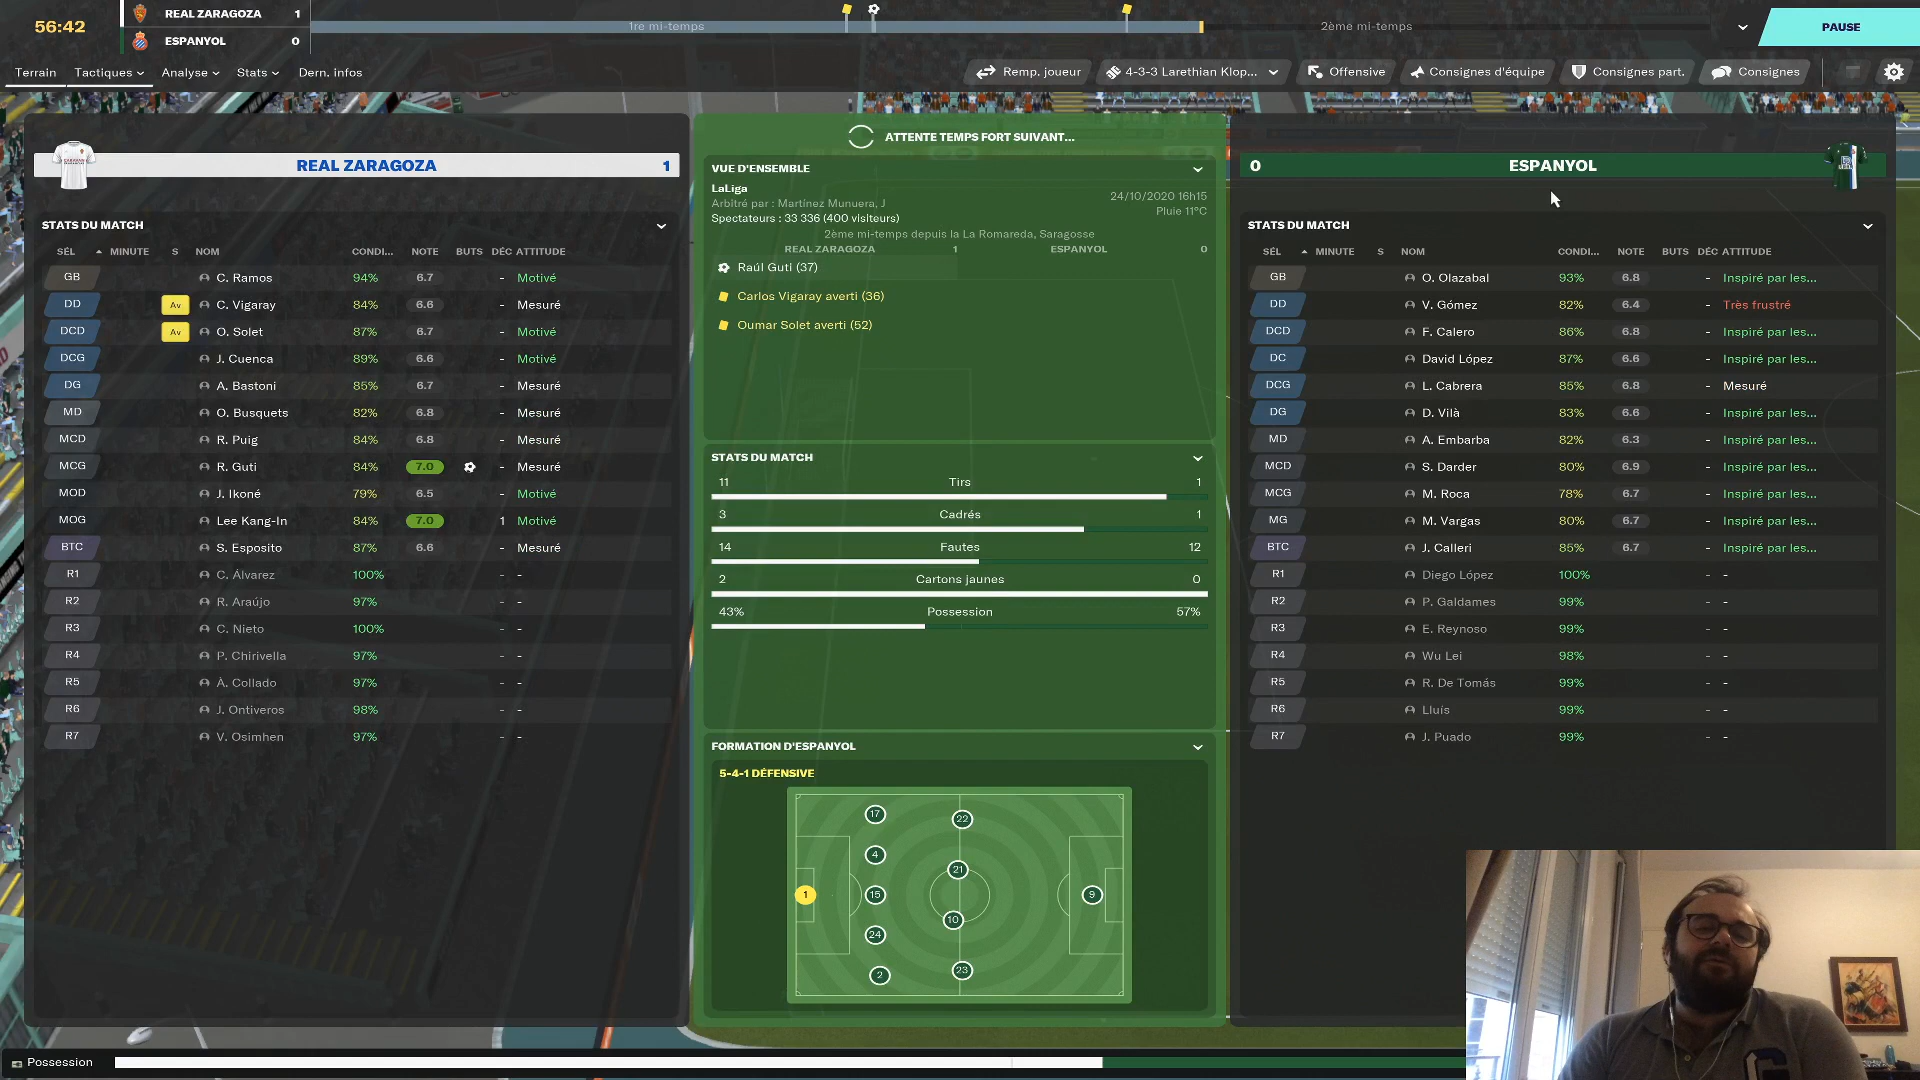 56:42
REAL ZARAGOZA 1
ESPANYOL 0
1re mi-temps
2ème mi-temps
PAUSE
Terrain Tactiques Analyse Stats Dern. infos
Remp. joueur 4-3-3 Larethian Klop... Offensive Consignes d'équipe Consignes part. Consignes
REAL ZARAGOZA 1
STATS DU MATCH
SÉL MINUTE S NOM CONDI... NOTE BUTS DÉC ATTITUDE
GB C. Ramos 94% 6.7 - Motivé
DD Av C. Vigaray 84% 6.6 - Mesuré
DCD Av O. Solet 87% 6.7 - Motivé
DCG J. Cuenca 89% 6.6 - Motivé
DG A. Bastoni 85% 6.7 - Mesuré
MD O. Busquets 82% 6.8 - Mesuré
MCD R. Puig 84% 6.8 - Mesuré
MCG R. Guti 84% 7.0 - Mesuré
MOD J. Ikoné 79% 6.5 - Motivé
MOG Lee Kang-In 84% 7.0 1 Motivé
BTC S. Esposito 87% 6.6 - Mesuré
R1 C. Álvarez 100% - -
R2 R. Araújo 97% - -
R3 C. Nieto 100% - -
R4 P. Chirivella 97% - -
R5 À. Collado 97% - -
R6 J. Ontiveros 98% - -
R7 V. Osimhen 97% - -
ATTENTE TEMPS FORT SUIVANT...
VUE D'ENSEMBLE
LaLiga
Arbitré par : Martínez Munuera, J
24/10/2020 16h15
Spectateurs : 33 336 (400 visiteurs)
Pluie 11°C
2ème mi-temps depuis la La Romareda, Saragosse
REAL ZARAGOZA 1 ESPANYOL 0
Raúl Guti (37)
Carlos Vigaray averti (36)
Oumar Solet averti (52)
STATS DU MATCH
11 Tirs 1
3 Cadrés 1
14 Fautes 12
2 Cartons jaunes 0
43% Possession 57%
FORMATION D'ESPANYOL
5-4-1 DÉFENSIVE
17
22
4
21
1
15
9
10
24
23
2
0 ESPANYOL
STATS DU MATCH
SÉL MINUTE S NOM CONDI... NOTE BUTS DÉC ATTITUDE
GB O. Olazabal 93% 6.8 - Inspiré par les...
DD V. Gómez 82% 6.4 - Très frustré
DCD F. Calero 86% 6.8 - Inspiré par les...
DC David López 87% 6.6 - Inspiré par les...
DCG L. Cabrera 85% 6.8 - Mesuré
DG D. Vilà 83% 6.6 - Inspiré par les...
MD A. Embarba 82% 6.3 - Inspiré par les...
MCD S. Darder 80% 6.9 - Inspiré par les...
MCG M. Roca 78% 6.7 - Inspiré par les...
MG M. Vargas 80% 6.7 - Inspiré par les...
BTC J. Calleri 85% 6.7 - Inspiré par les...
R1 Diego López 100% - -
R2 P. Galdames 99% - -
R3 E. Reynoso 99% - -
R4 Wu Lei 98% - -
R5 R. De Tomás 99% - -
R6 Lluís 99% - -
R7 J. Puado 99% - -
Possession